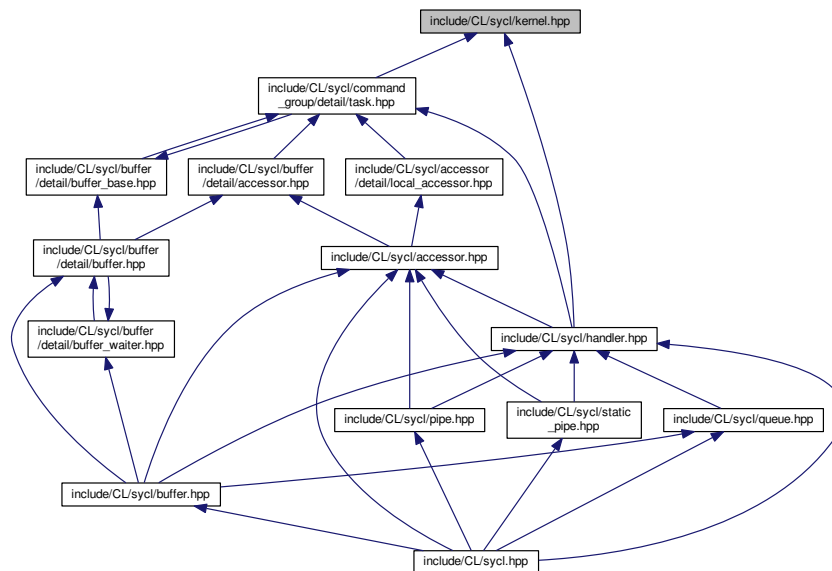 include/CL/sycl/kernel.hpp
include/CL/sycl/command
_group/detail/task.hpp
include/CL/sycl/buffer
/detail/buffer_base.hpp
include/CL/sycl/buffer
/detail/accessor.hpp
include/CL/sycl/accessor
/detail/local_accessor.hpp
include/CL/sycl/buffer
/detail/buffer.hpp
include/CL/sycl/accessor.hpp
include/CL/sycl/buffer
/detail/buffer_waiter.hpp
include/CL/sycl/handler.hpp
include/CL/sycl/pipe.hpp
include/CL/sycl/static
_pipe.hpp
include/CL/sycl/queue.hpp
include/CL/sycl/buffer.hpp
include/CL/sycl.hpp